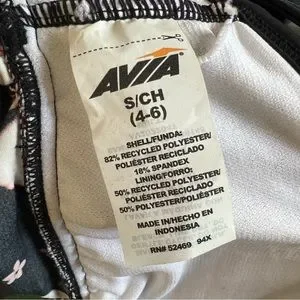 AVIA
S/CH
(4-6)
SHELL/FUNDA:
82% RECYCLED POLYESTER/
POLIÉSTER RECICLADO
18% SPANDEX
LINING/FORRO:
50% RECYCLED POLYESTER/
POLIÉSTER RECICLADO
50% POLYESTER/POLIÉSTER
MADE IN/HECHO EN
INDONESIA
RN# 52469 94X